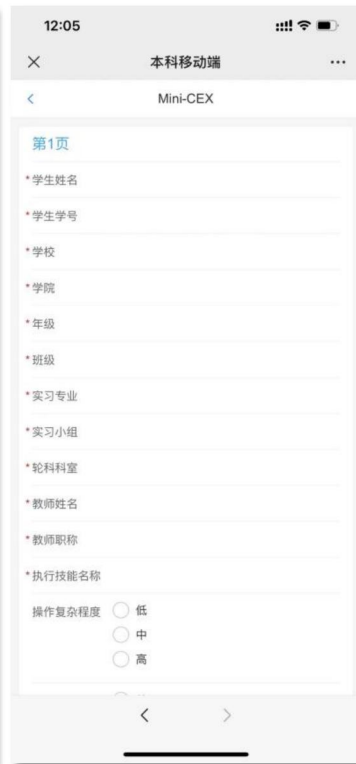 12:05
本科移动端
Mini-CEX
第1页
*学生姓名
*学生学号
*学校
*学院
*年级
*班级
*实习专业
*实习小组
*轮科科室
*教师姓名
*教师职称
*执行技能名称
操作复杂程度 低
中
高